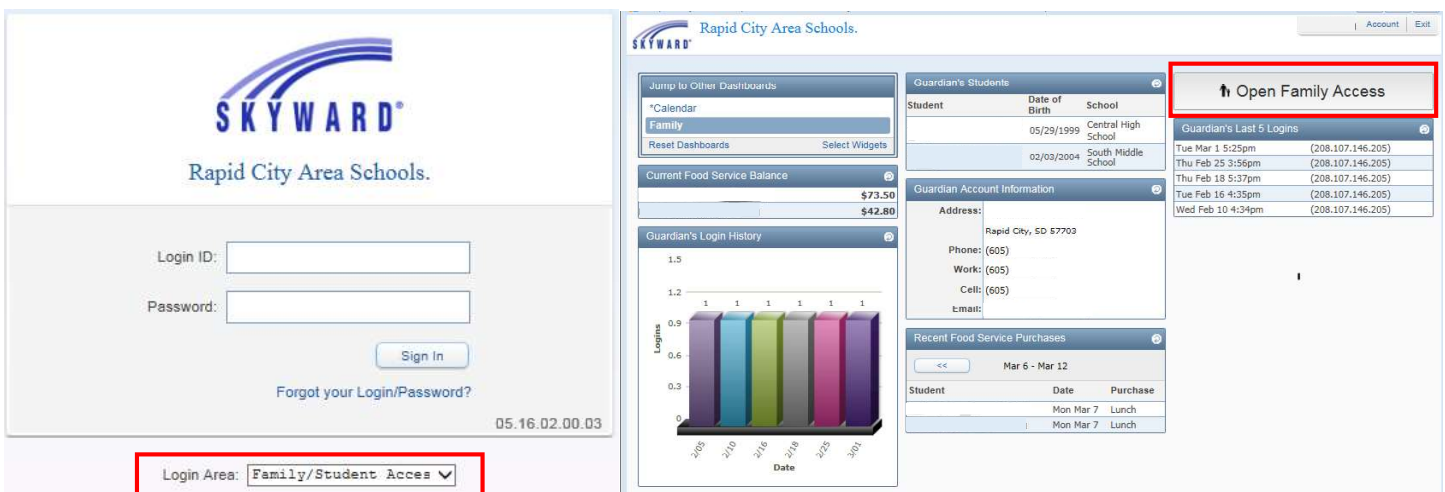 SKYWARD®
Rapid City Area Schools.
Login ID:
Password:
Sign In
Forgot your Login/Password?
05.16.02.00.03
Login Area: Family/Student Acces
SKYWARD®
Rapid City Area Schools.
Account Exit
Jump to Other Dashboards
*Calendar
Family
Reset Dashboards Select Widgets
Current Food Service Balance
$73.50
$42.80
Guardian's Login History
1.5
1.2
0.9
0.6
0.3
0
Logins
1 1 1 1 1 1
2/05 2/10 2/16 2/18 2/25 3/01
Date
Guardian's Students
Student Date of Birth School
05/29/1999 Central High School
02/03/2004 South Middle School
Guardian Account Information
Address:
Rapid City, SD 57703
Phone: (605)
Work: (605)
Cell: (605)
Email:
Recent Food Service Purchases
<< Mar 6 - Mar 12
Student Date Purchase
Mon Mar 7 Lunch
Mon Mar 7 Lunch
Open Family Access
Guardian's Last 5 Logins
Tue Mar 1 5:25pm (208.107.146.205)
Thu Feb 25 3:56pm (208.107.146.205)
Thu Feb 18 5:37pm (208.107.146.205)
Tue Feb 16 4:35pm (208.107.146.205)
Wed Feb 10 4:34pm (208.107.146.205)